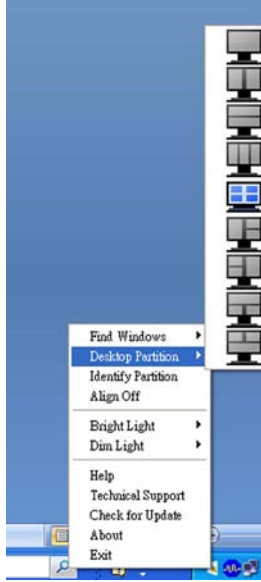 Find Windows
Desktop Partition
Identify Partition
Align Off
Bright Light
Dim Light
Help
Technical Support
Check for Update
About
Exit